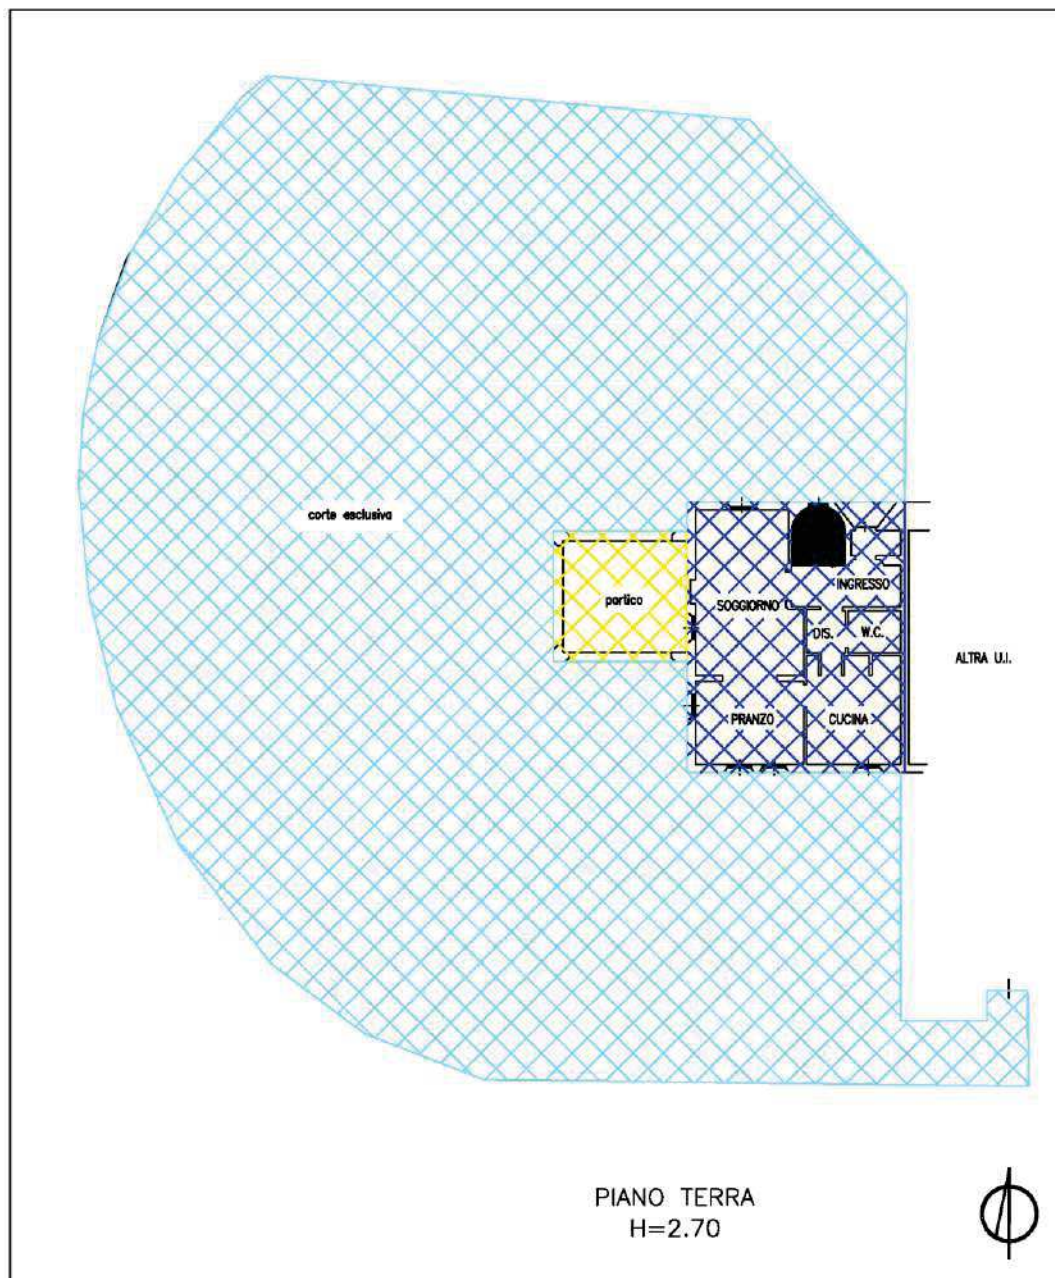 corte esclusiva
portico
SOGGIORNO
INGRESSO
DIS.
W.C.
ALTRA U.I.
PRANZO
CUCINA
PIANO TERRA
H=2.70